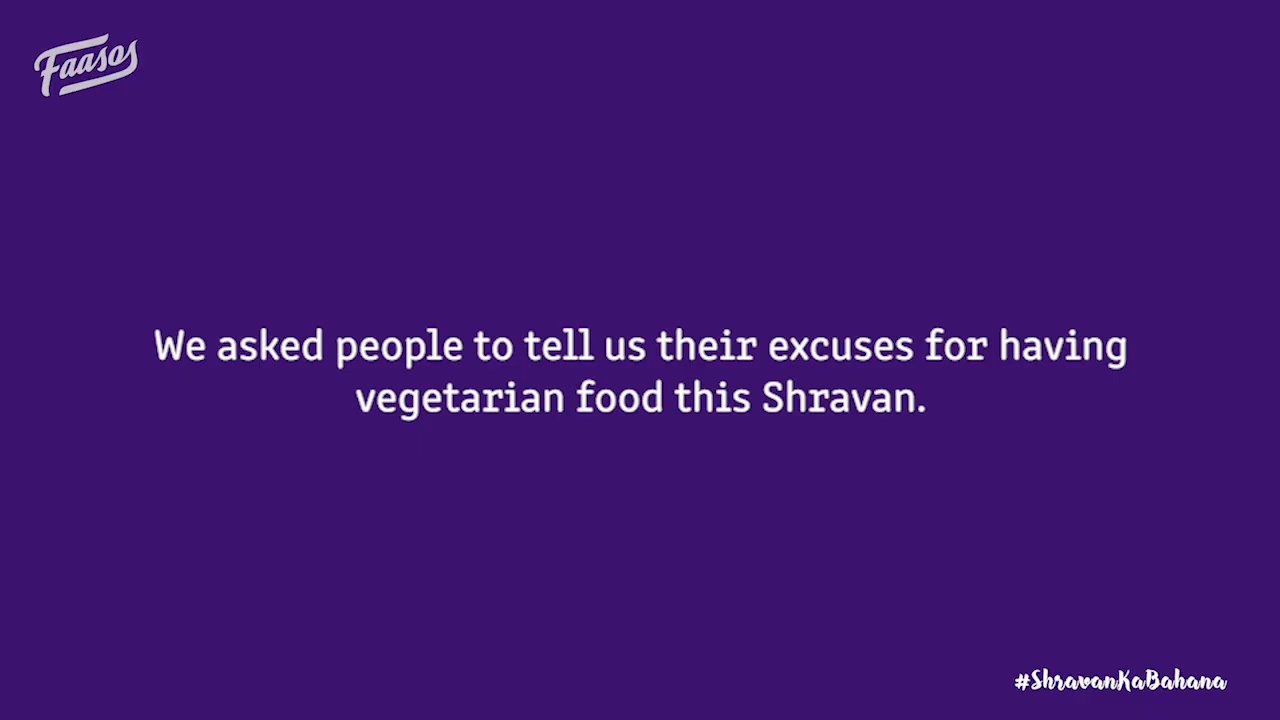 Faasos
We asked people to tell us their excuses for having
vegetarian food this Shravan.
#ShravanKaBahana